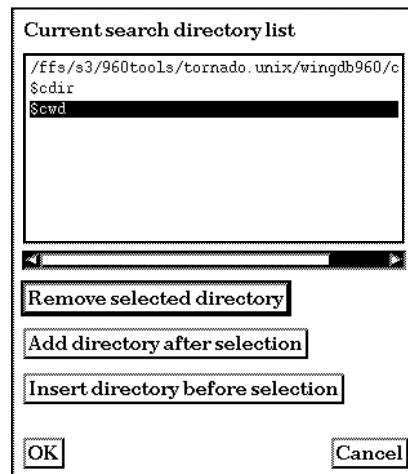 Current search directory list
/ffs/s3/960tools/tornado.unix/wingdb960/c
$cdir
$cwd
Remove selected directory
Add directory after selection
Insert directory before selection
OK
Cancel